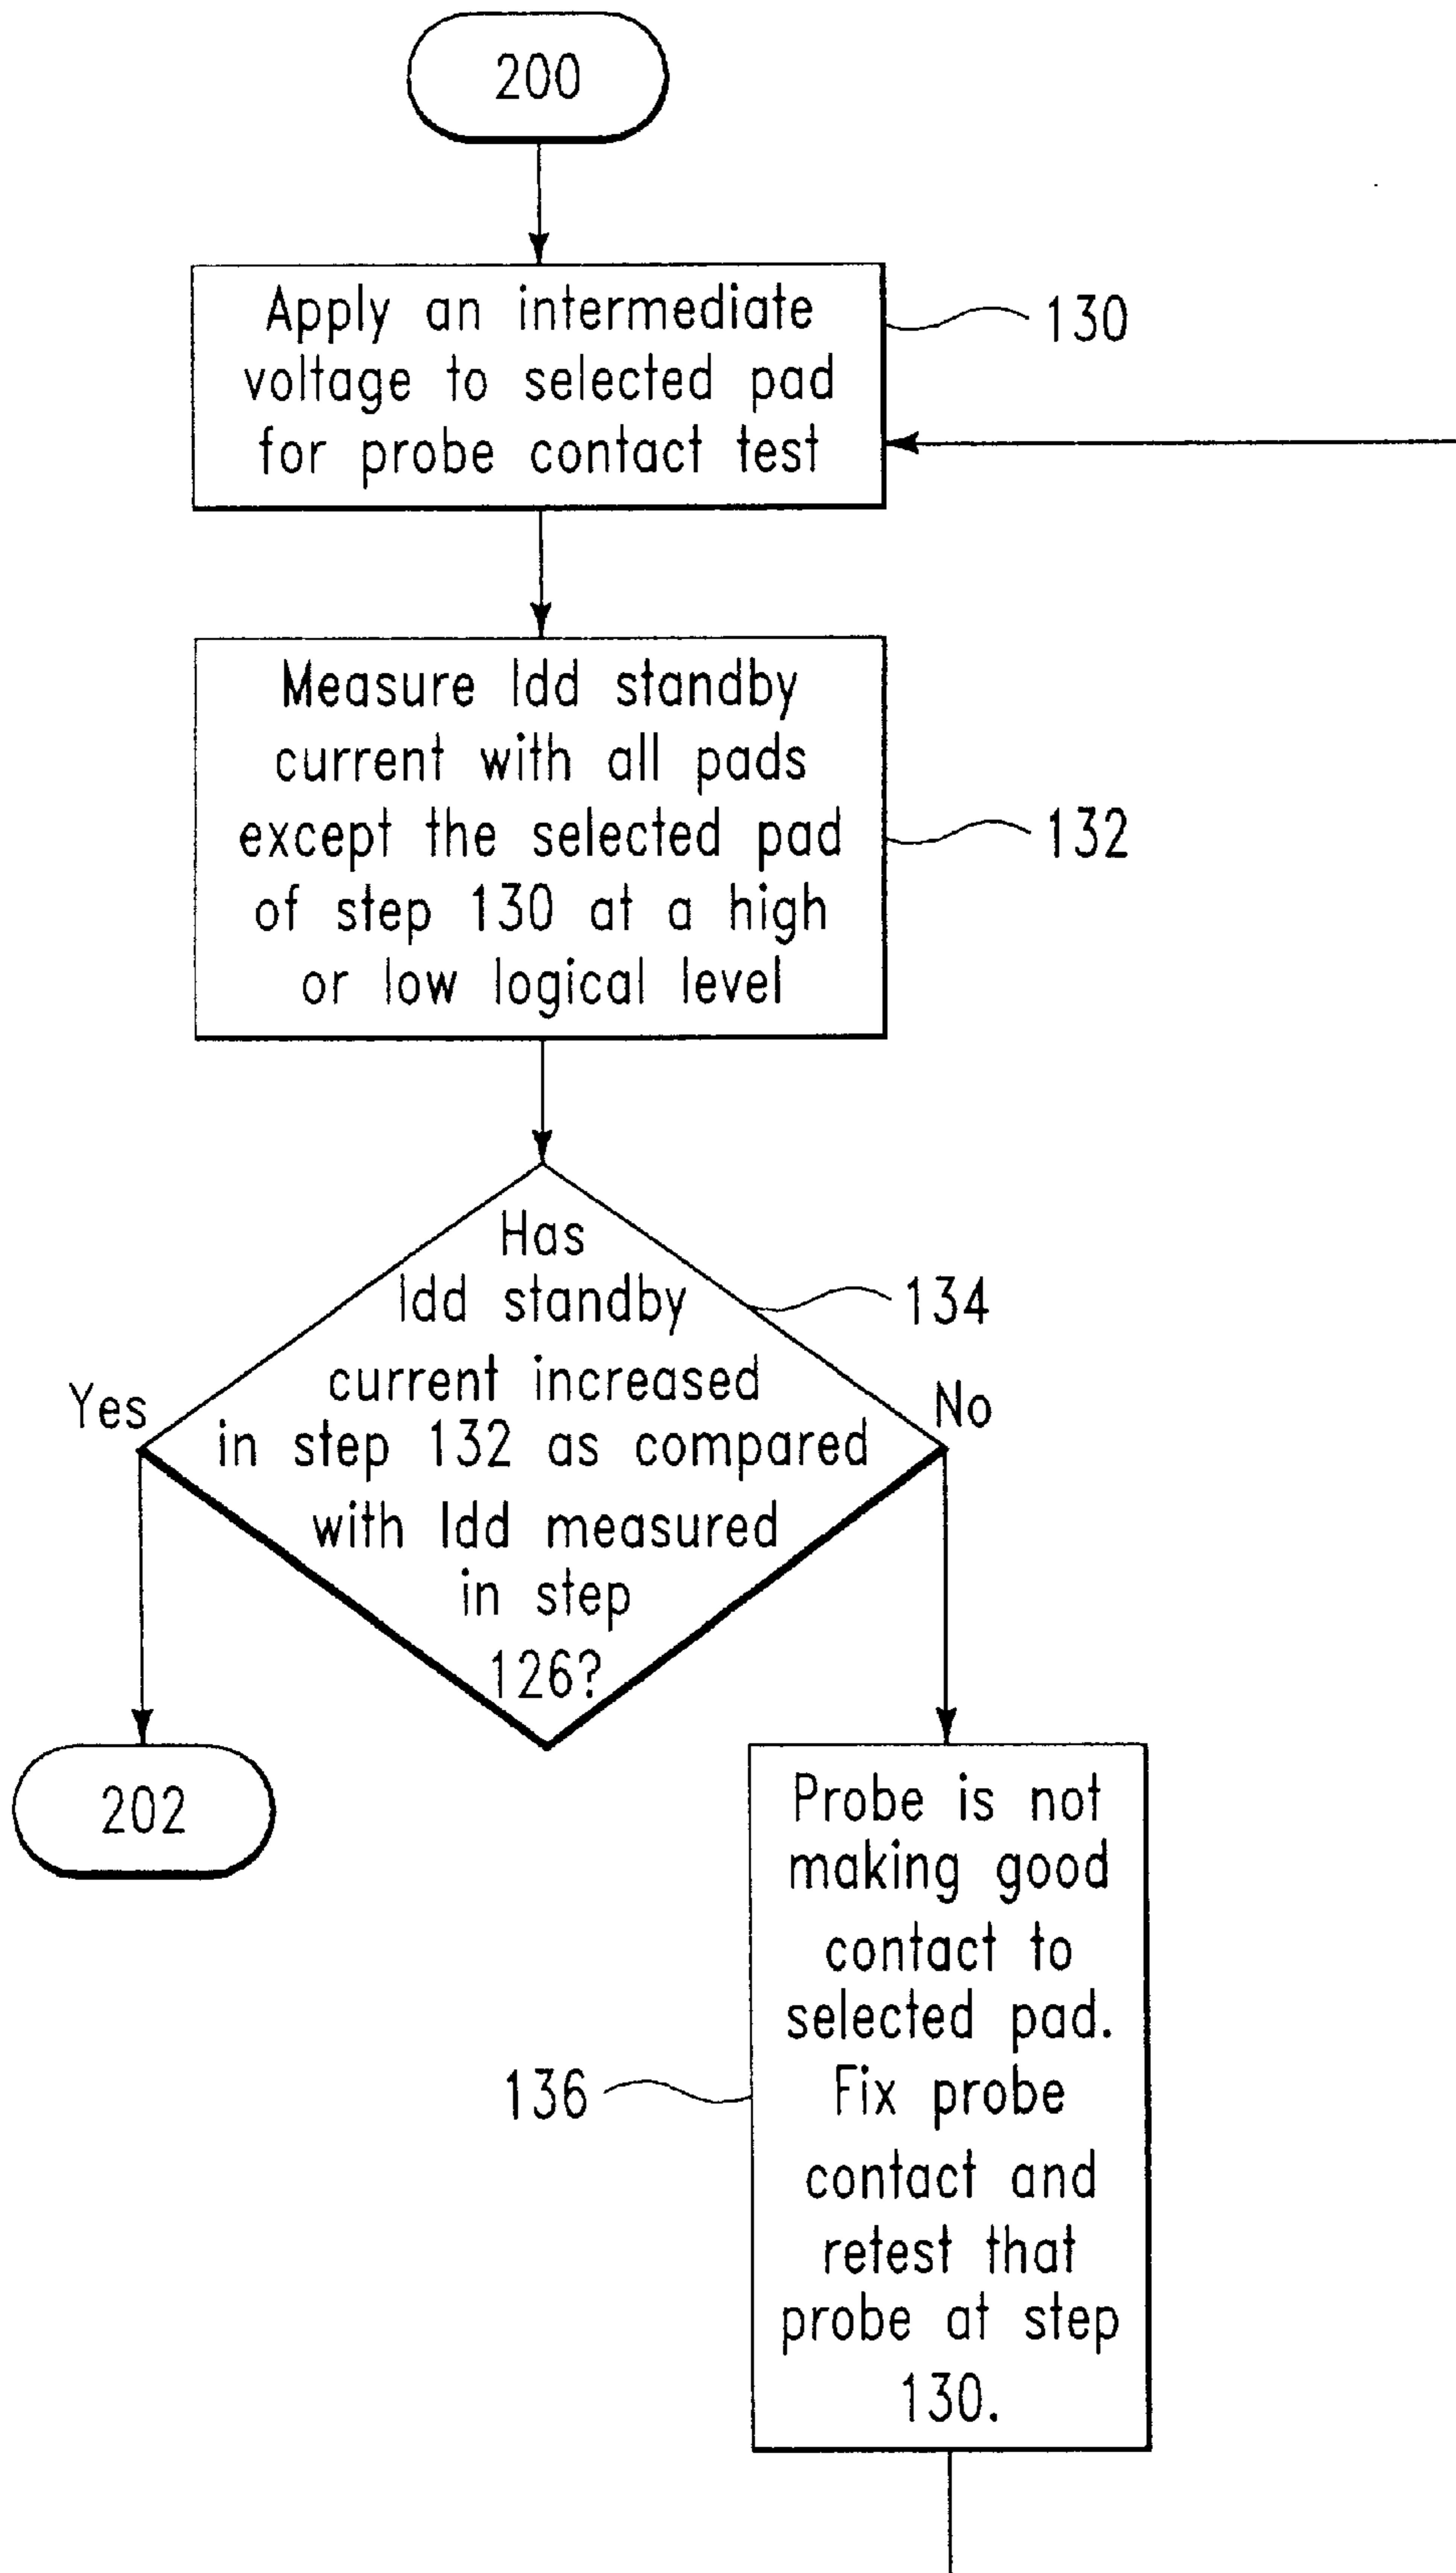 200
Apply an intermediate
voltage to selected pad
for probe contact test
130
Measure Idd standby
current with all pads
except the selected pad
of step 130 at a high
or low logical level
132
Has
Idd standby
current increased
in step 132 as compared
with Idd measured
in step
126?
134
Yes
No
202
Probe is not
making good
contact to
selected pad.
Fix probe
contact and
retest that
probe at step
130.
136